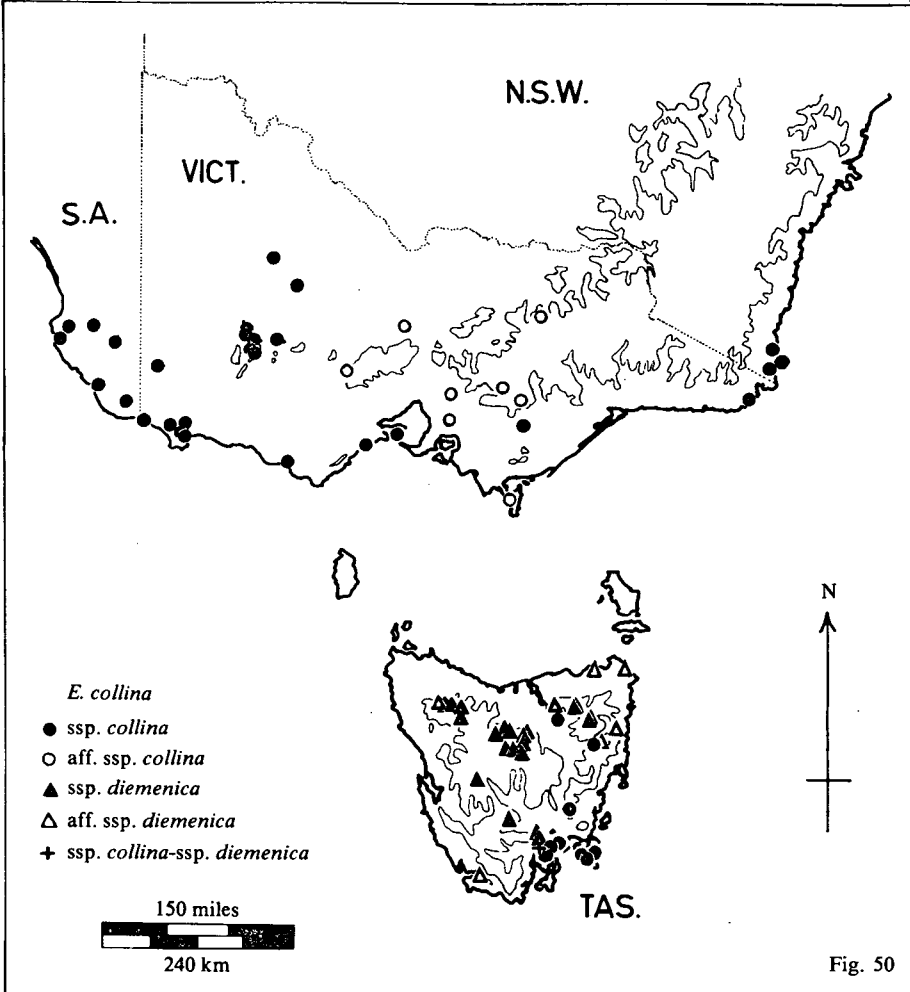 N.S.W.
VICT.
S.A.
N
E. collina
ssp. collina
aff. ssp. collina
ssp. diemenica
aff. ssp. diemenica
ssp. collina-ssp. diemenica
TAS.
150 miles
240 km
Fig. 50